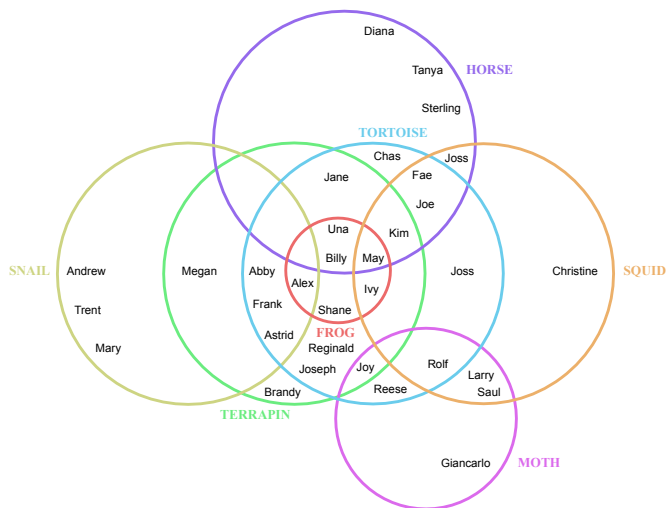 Diana
Tanya
HORSE
Sterling
TORTOISE
Chas
Joss
Jane
Fae
Joe
Una
Kim
Billy
May
SNAIL
Andrew
Megan
Abby
Joss
Christine
SQUID
Alex
Ivy
Trent
Frank
Shane
FROG
Astrid
Mary
Reginald
Joseph
Joy
Rolf
Larry
Brandy
Reese
Saul
TERRAPIN
Giancarlo
MOTH